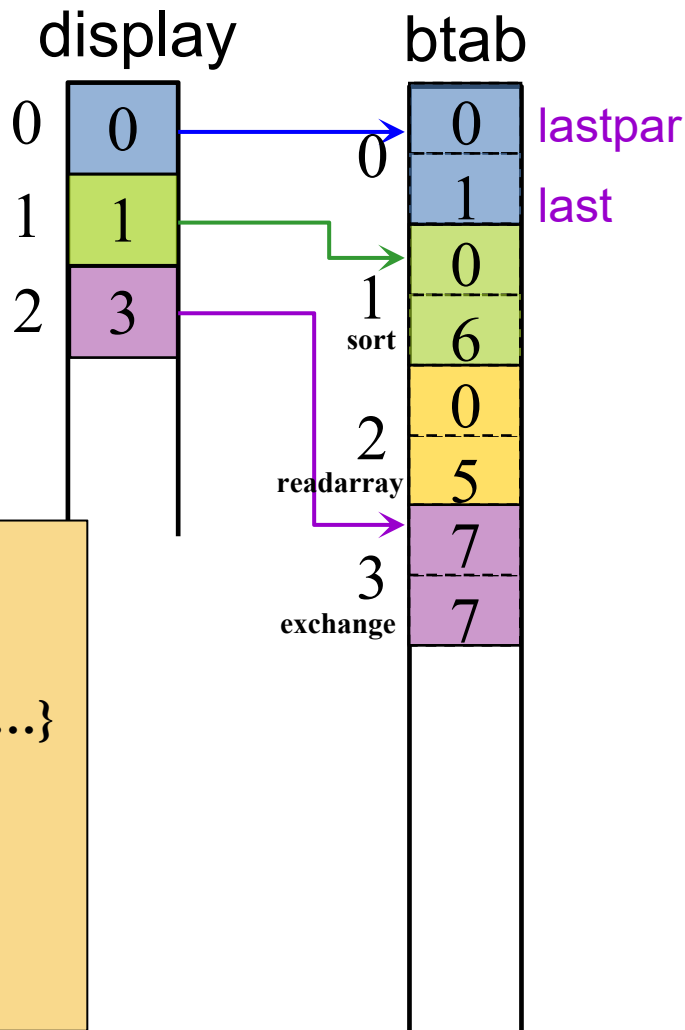 display btab
0 0 0 lastpar
0
1 1 1 last
0
2 3 1
sort 6
0
2
readarray 5
7
3
exchange 7
…}